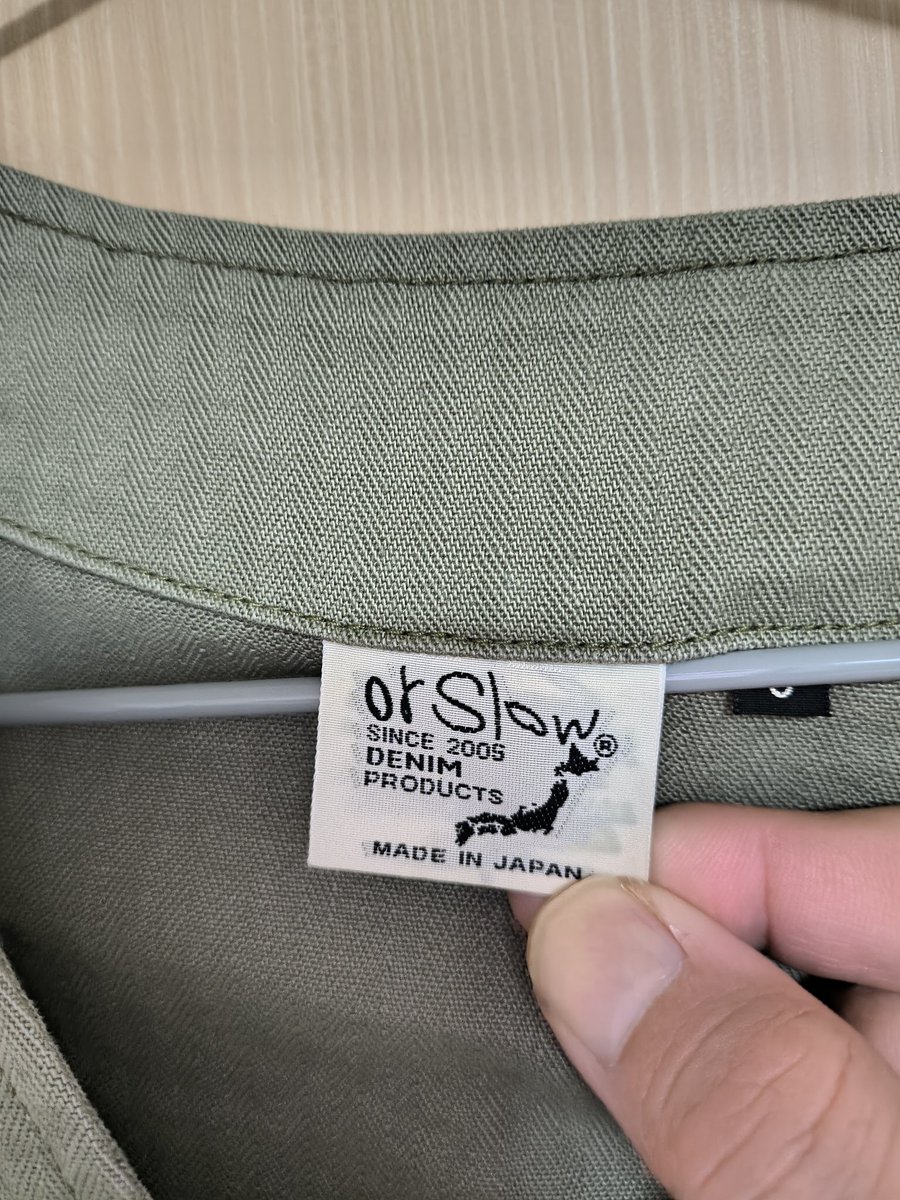 orSlow®
SINCE 2005
DENIM
PRODUCTS
MADE IN JAPAN